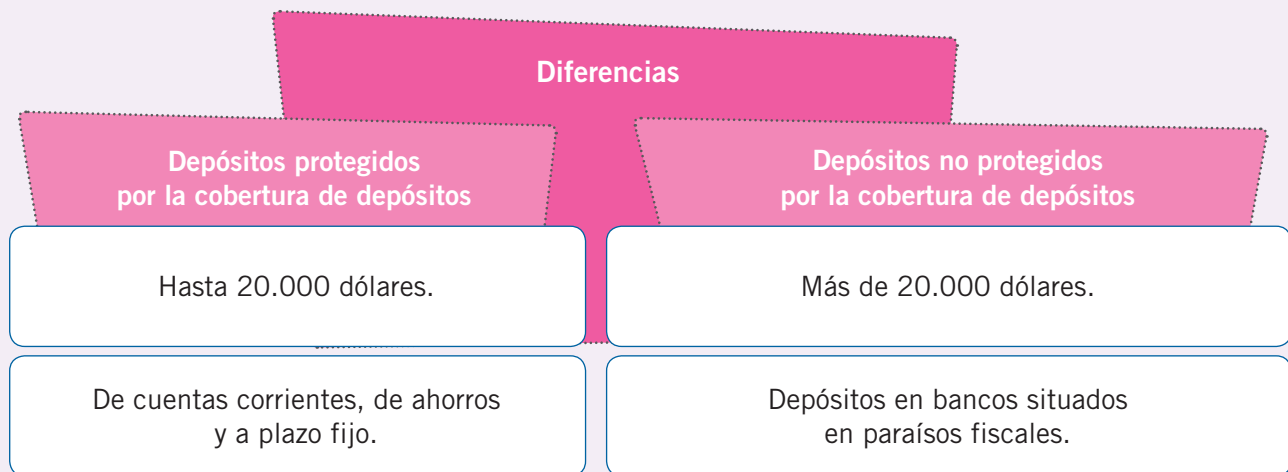 Diferencias
Depósitos protegidos
por la cobertura de depósitos
Depósitos no protegidos
por la cobertura de depósitos
Hasta 20.000 dólares.
Más de 20.000 dólares.
De cuentas corrientes, de ahorros
y a plazo fijo.
Depósitos en bancos situados
en paraísos fiscales.